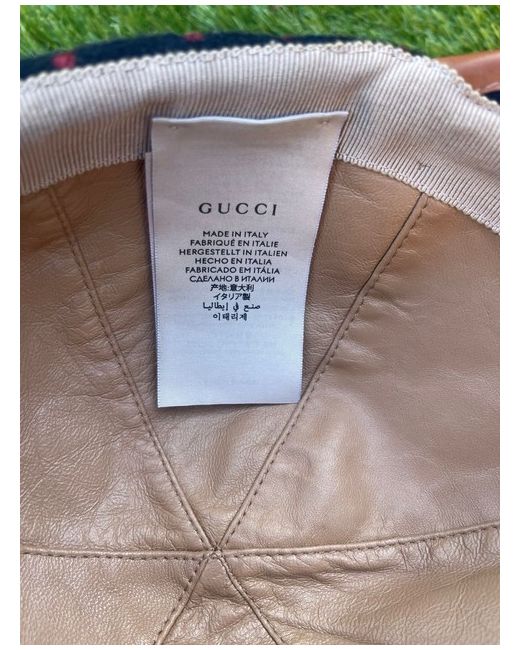 GUCCI
MADE IN ITALY
FABRIQUÉ EN ITALIE
HERGESTELLT IN ITALIEN
HECHO EN ITALIA
FABRICADO EM ITÁLIA
СДЕЛАНО В ИТАЛИИ
产地:意大利
イタリア製
صنع في إيطاليا
이태리제